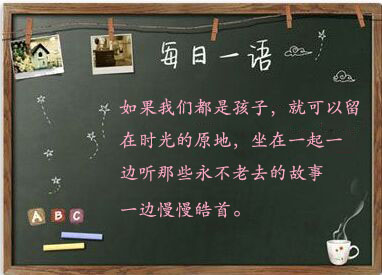 每日一语
如果我们都是孩子，就可以留
在时光的原地，坐在一起一
边听那些永不老去的故事
一边慢慢皓首。
A B C